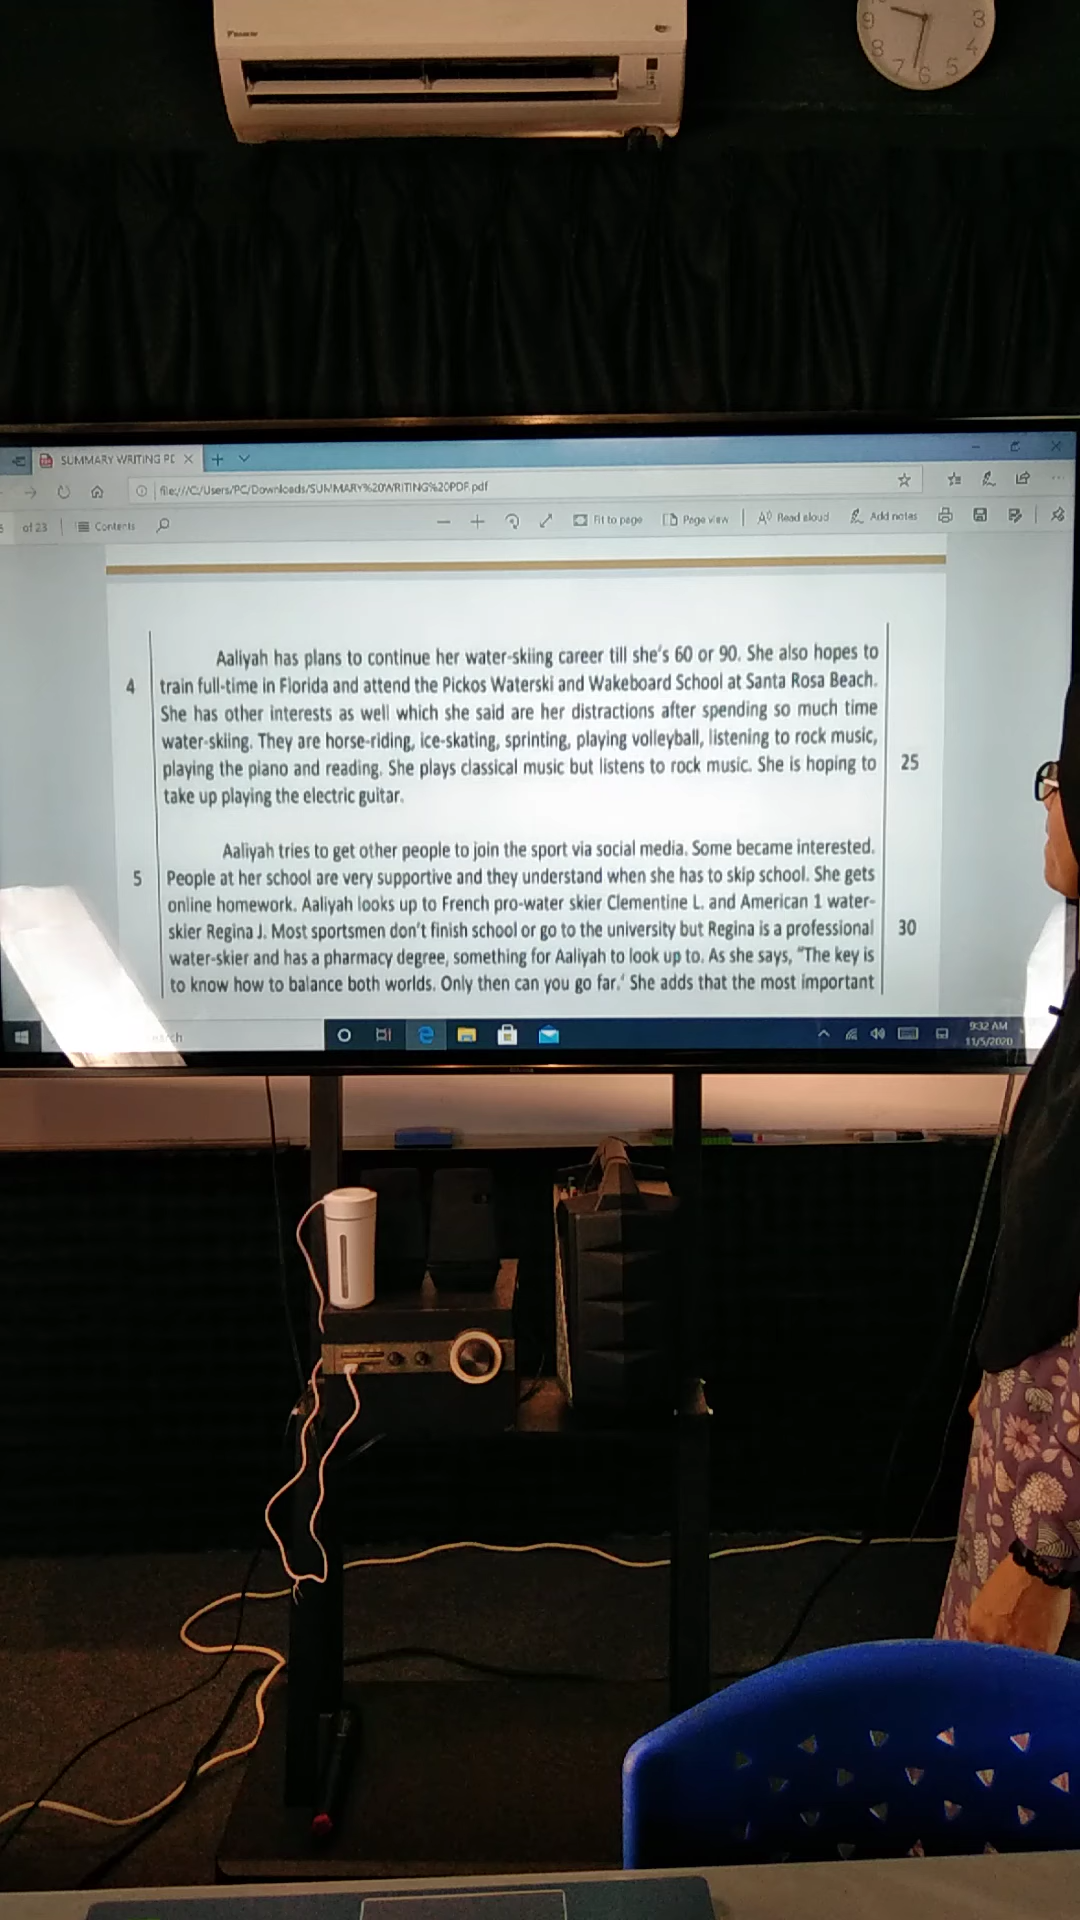 9
3
8
4
7
6
5
SUMMARY WRITING PD
file:///C:/Users/PC/Downloads/SUMMARY%20WRITING%20PDF.pdf
of 23
Contents
Fit to page
Page view
Read aloud
Add notes
Aaliyah has plans to continue her water-skiing career till she's 60 or 90. She also hopes to
4 train full-time in Florida and attend the Pickos Waterski and Wakeboard School at Santa Rosa Beach.
She has other interests as well which she said are her distractions after spending so much time
water-skiing. They are horse-riding, ice-skating, sprinting, playing volleyball, listening to rock music,
playing the piano and reading. She plays classical music but listens to rock music. She is hoping to 25
take up playing the electric guitar.
Aaliyah tries to get other people to join the sport via social media. Some became interested.
5 People at her school are very supportive and they understand when she has to skip school. She gets
online homework. Aaliyah looks up to French pro-water skier Clementine L. and American 1 water-
skier Regina J. Most sportsmen don't finish school or go to the university but Regina is a professional 30
water-skier and has a pharmacy degree, something for Aaliyah to look up to. As she says, "The key is
to know how to balance both worlds. Only then can you go far.' She adds that the most important
9:32 AM
11/5/2020